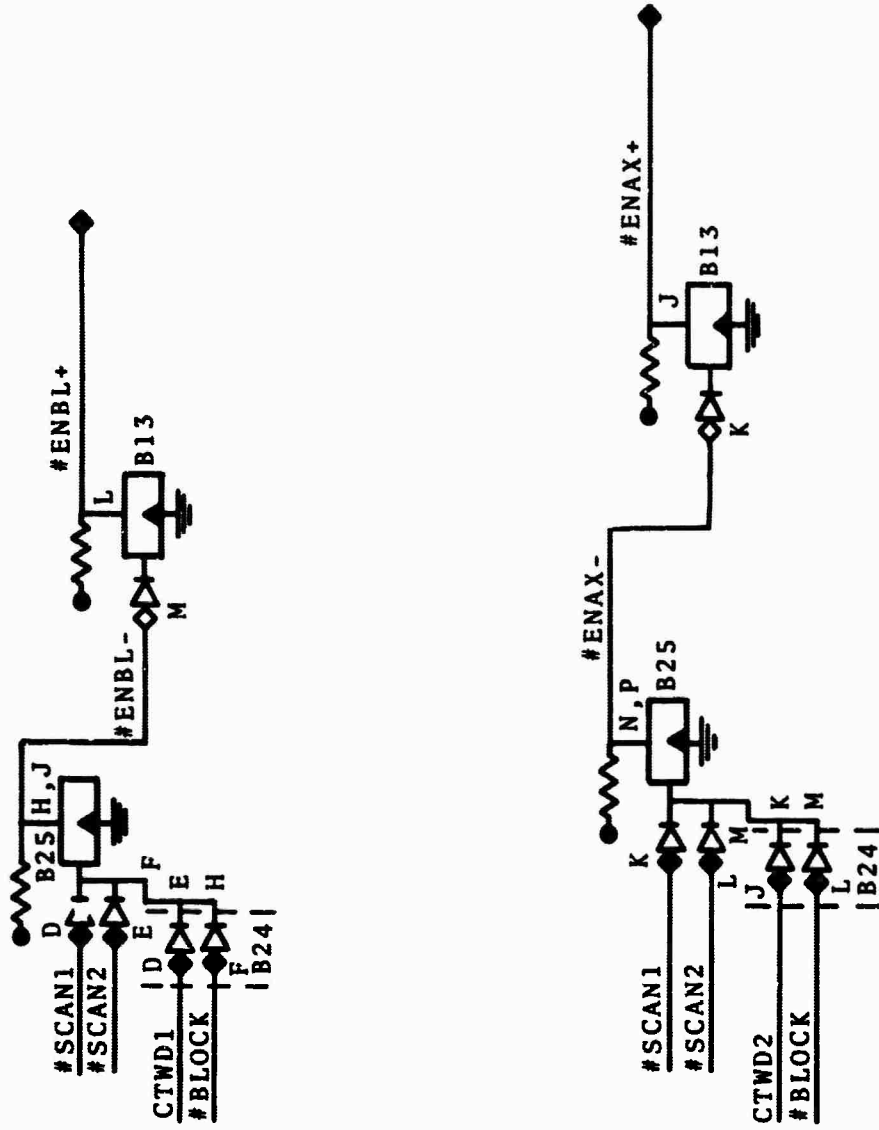 #SCAN1
#SCAN2
CTWD1
#BLOCK
D
E
D
F
B24
E
H
F
B25
H,J
#ENBL-
M
L
B13
#ENBL+
#SCAN1
#SCAN2
CTWD2
#BLOCK
K
L
J
L
B24
M
K
M
N,P
B25
#ENAX-
K
J
B13
#ENAX+